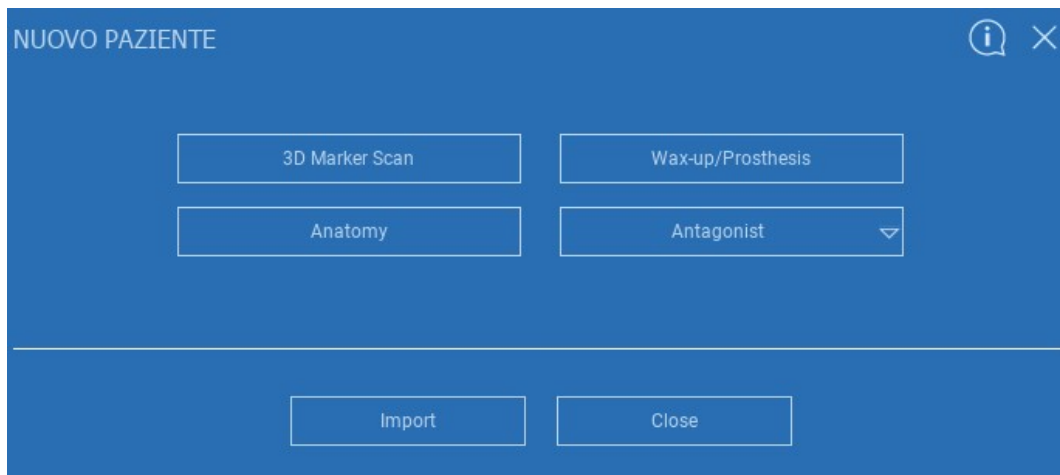 NUOVO PAZIENTE
3D Marker Scan
Wax-up/Prosthesis
Anatomy
Antagonist
Import
Close